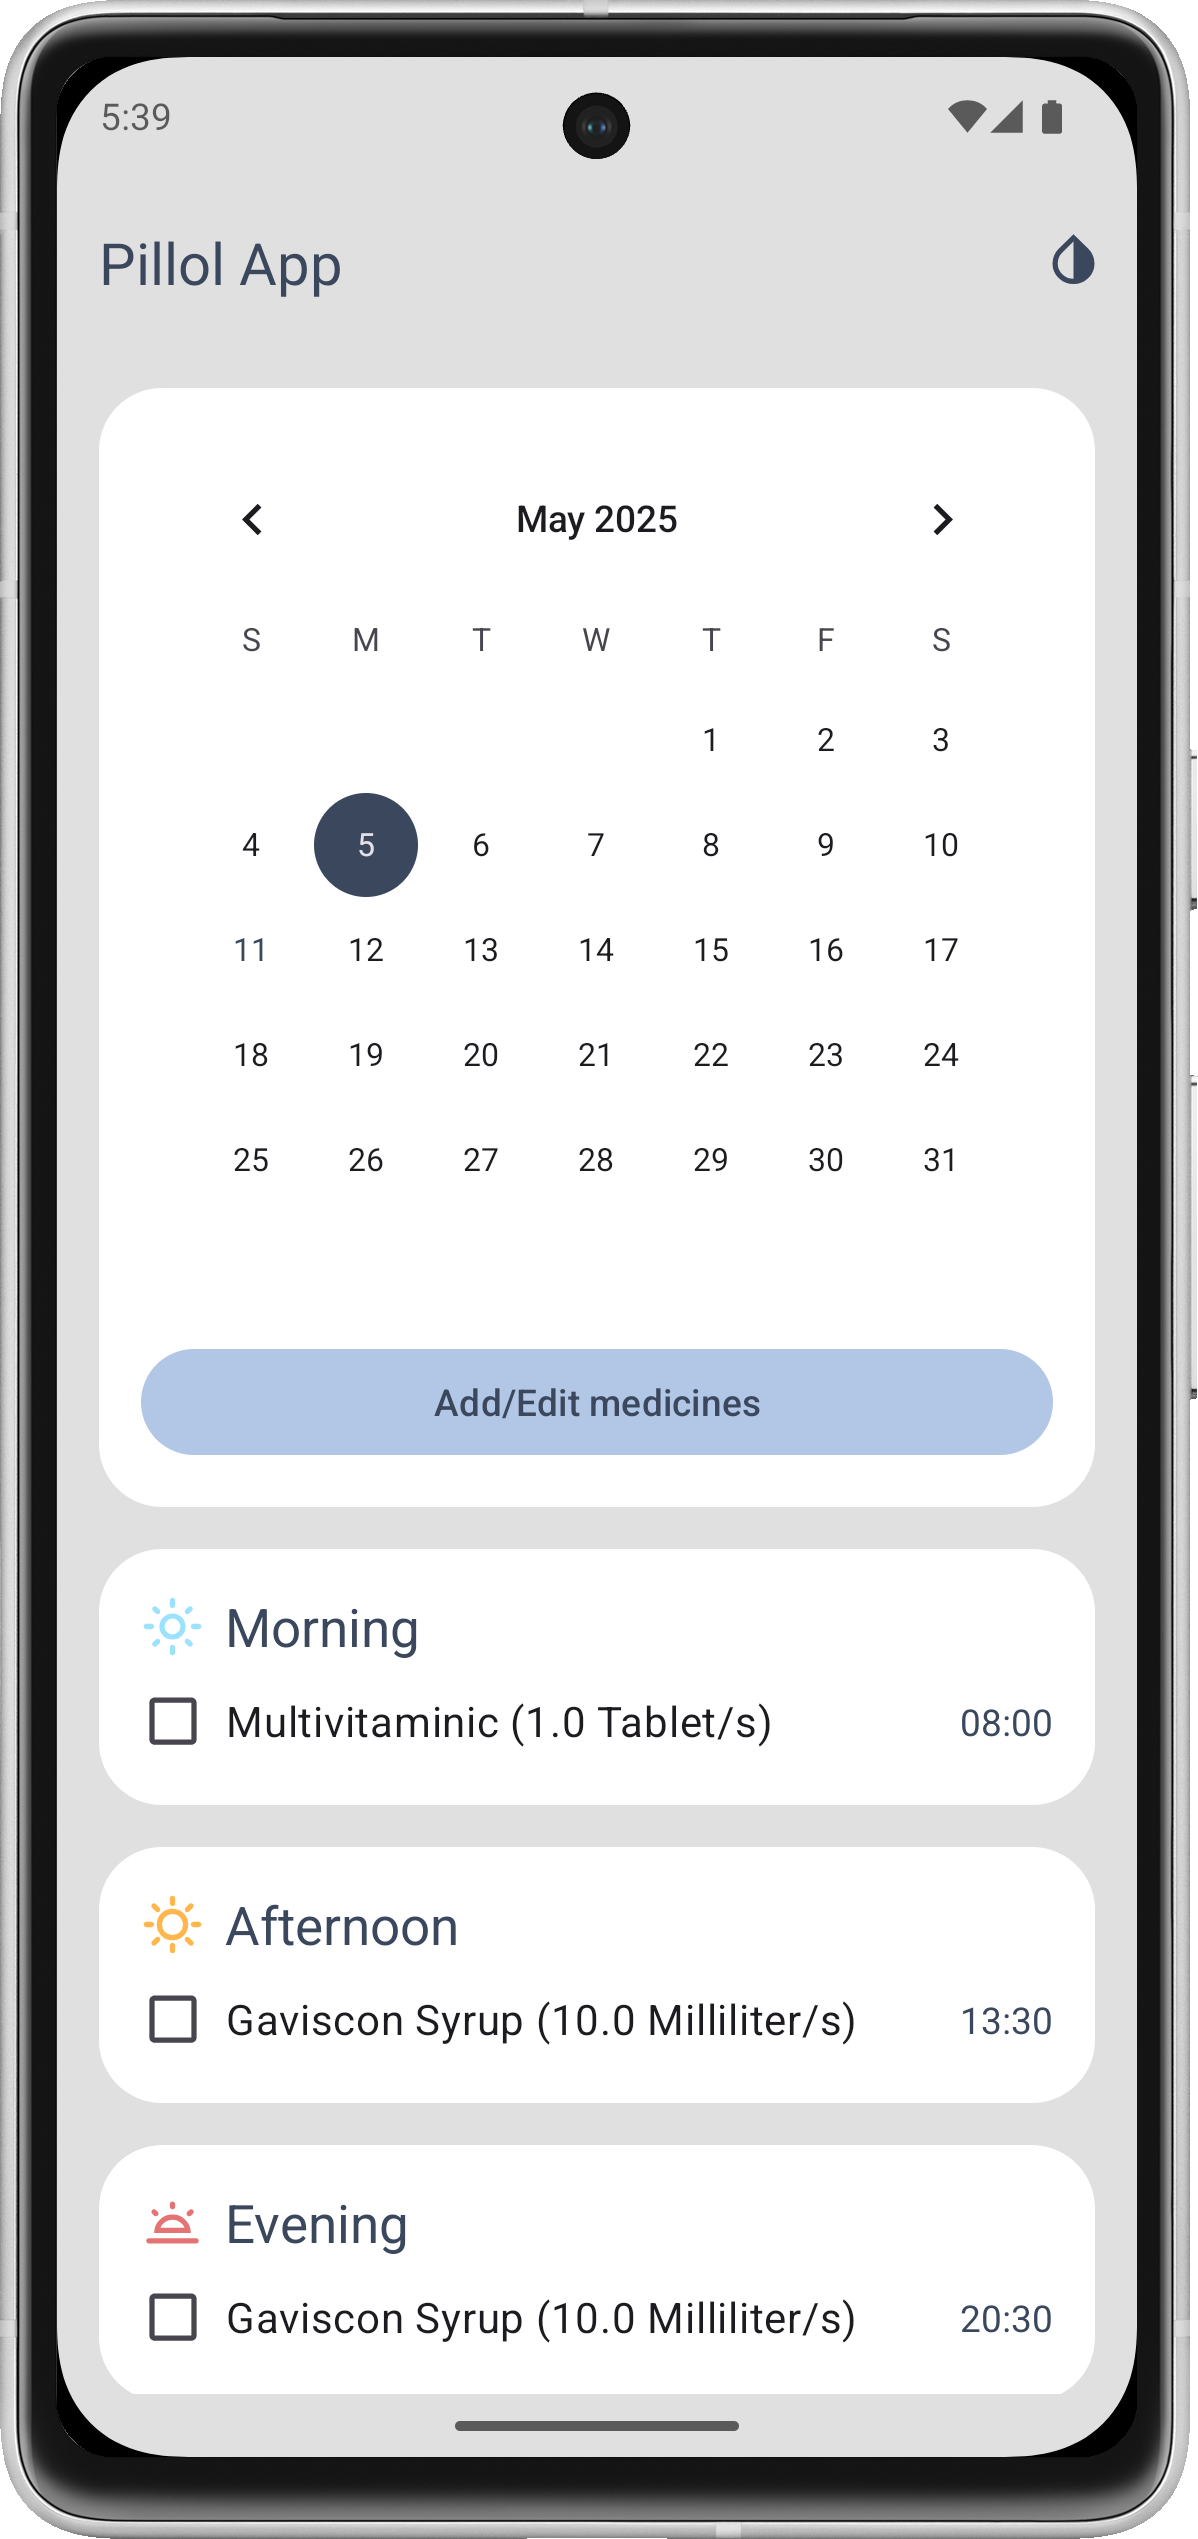 5:39
Pillol App
May 2025
S M T W T F S
1 2 3
4 5 6 7 8 9 10
11 12 13 14 15 16 17
18 19 20 21 22 23 24
25 26 27 28 29 30 31
Add/Edit medicines
Morning
Multivitaminic (1.0 Tablet/s) 08:00
Afternoon
Gaviscon Syrup (10.0 Milliliter/s) 13:30
Evening
Gaviscon Syrup (10.0 Milliliter/s) 20:30